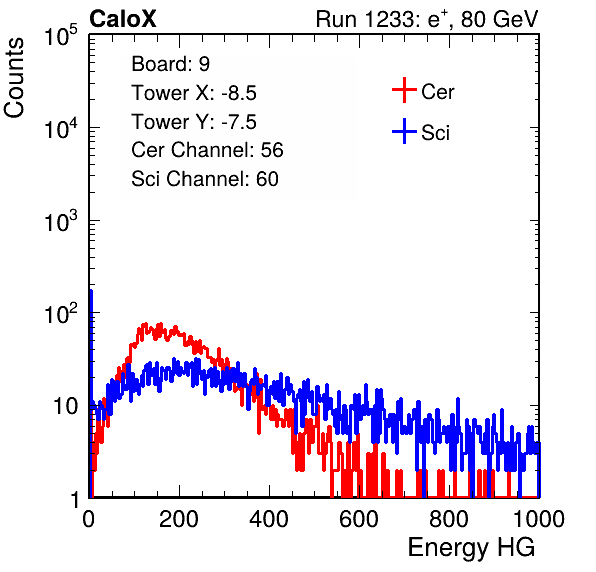 CaloX Run 1233: e⁺, 80 GeV
Counts
Board: 9
Tower X: -8.5
Tower Y: -7.5
Cer Channel: 56
Sci Channel: 60
Cer
Sci
10⁵
10⁴
10³
10²
10
1
0 200 400 600 800 1000
Energy HG